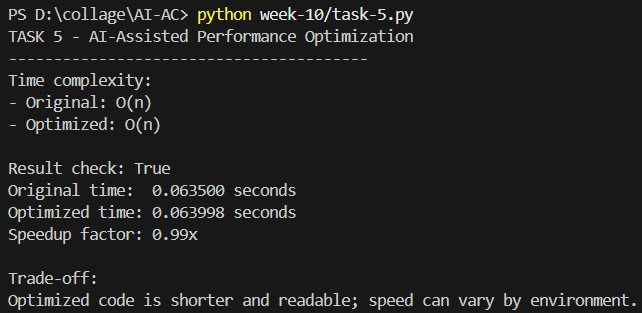 PS D:\collage\AI-AC> python week-10/task-5.py
TASK 5 - AI-Assisted Performance Optimization
----------------------------------------
Time complexity:
- Original: O(n)
- Optimized: O(n)
Result check: True
Original time:  0.063500 seconds
Optimized time: 0.063998 seconds
Speedup factor: 0.99x
Trade-off:
Optimized code is shorter and readable; speed can vary by environment.